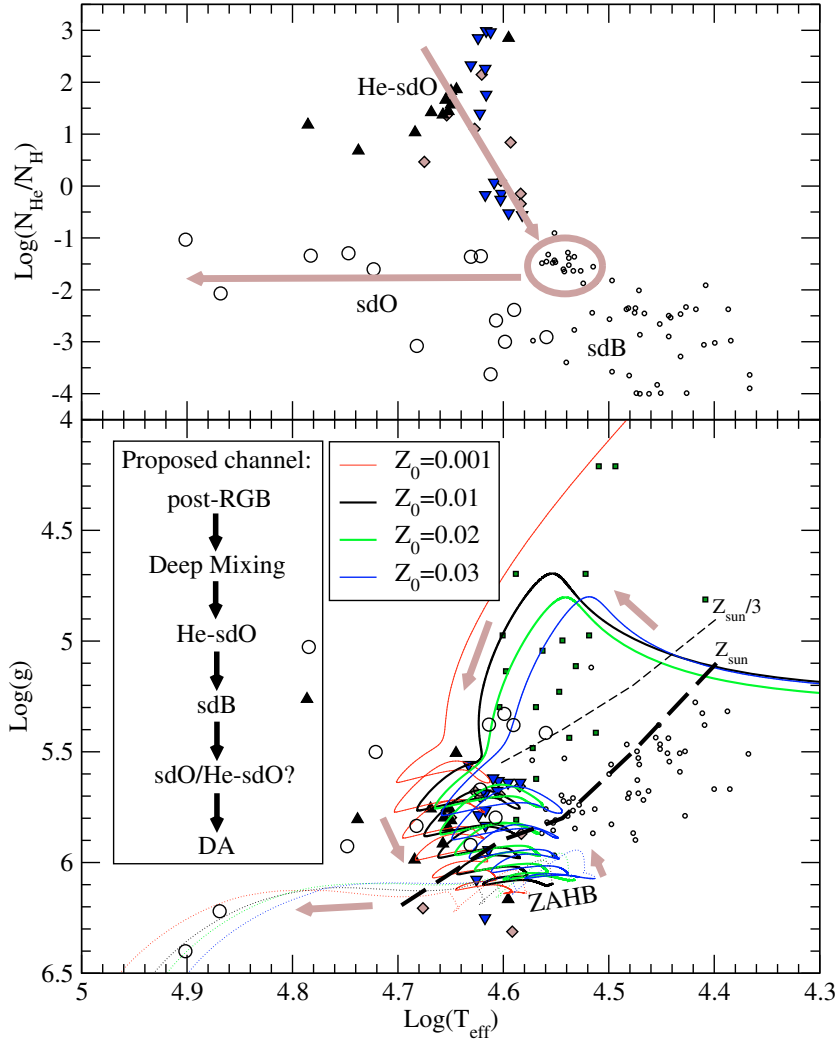 3
2
1
0
-1
-2
-3
-4
Log(N_He/N_H)
He-sdO
sdO
sdB
4
4.5
5
5.5
6
6.5
Log(g)
Proposed channel:
post-RGB
Deep Mixing
He-sdO
sdB
sdO/He-sdO?
DA
Z_0=0.001
Z_0=0.01
Z_0=0.02
Z_0=0.03
Z_sun/3
Z_sun
ZAHB
5 4.9 4.8 4.7 4.6 4.5 4.4 4.3
Log(T_eff)